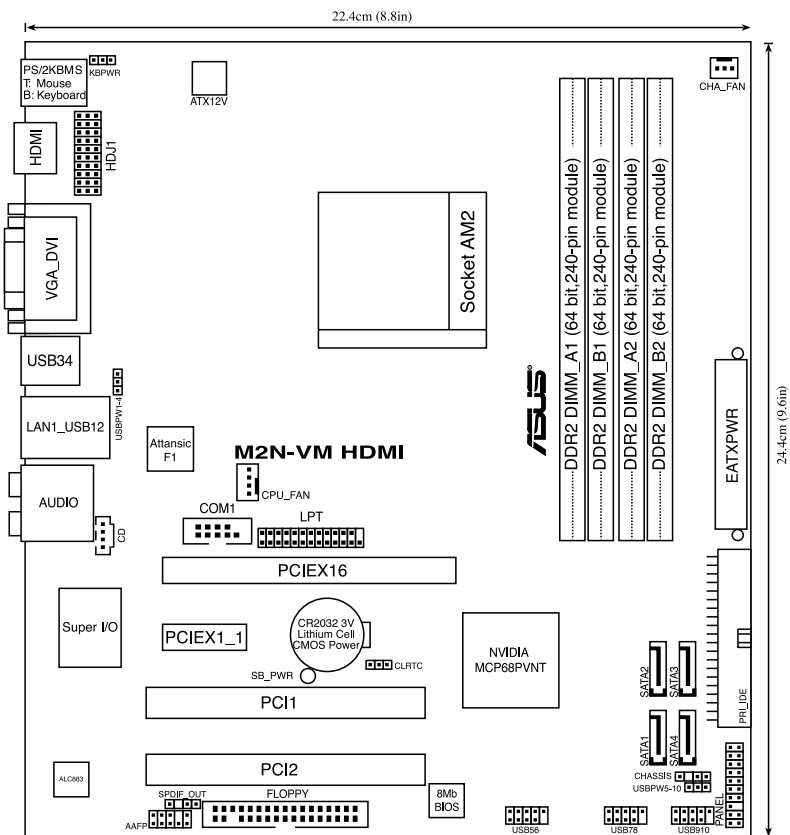 22.4cm (8.8in)
PS/2KBMS
T: Mouse
B: Keyboard
KBPWR
ATX12V
CHA_FAN
HDMI
HDJ1
VGA_DVI
Socket AM2
DDR2 DIMM_A1 (64 bit,240-pin module)
DDR2 DIMM_B1 (64 bit,240-pin module)
DDR2 DIMM_A2 (64 bit,240-pin module)
DDR2 DIMM_B2 (64 bit,240-pin module)
24.4cm (9.6in)
USB34
USBPW1-4
LAN1_USB12
Attansic
F1
M2N-VM HDMI
ASUS
EATXPWR
AUDIO
CD
CPU_FAN
COM1
LPT
PCIEX16
Super I/O
PCIEX1_1
CR2032 3V
Lithium Cell
CMOS Power
SB_PWR
CLRTC
NVIDIA
MCP68PVNT
SATA2
SATA3
PRI_IDE
PCI1
SATA1
SATA4
PCI2
ALC883
SPDIF_OUT
FLOPPY
AAFP
8Mb
BIOS
CHASSIS
USBPW5-10
PANEL
USB56
USB78
USB910